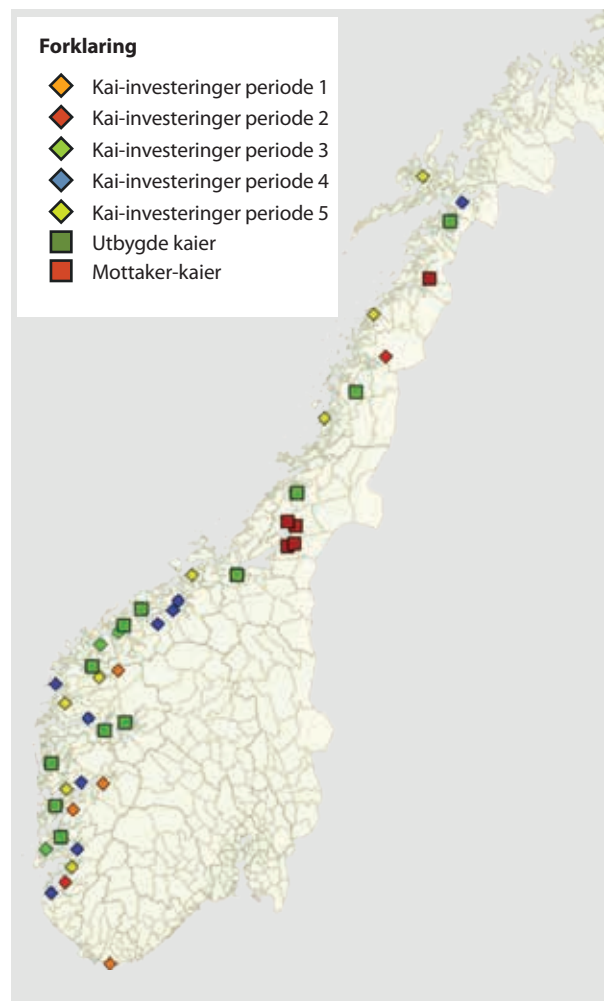 Forklaring
Kai-investeringer periode 1
Kai-investeringer periode 2
Kai-investeringer periode 3
Kai-investeringer periode 4
Kai-investeringer periode 5
Utbygde kaier
Mottaker-kaier